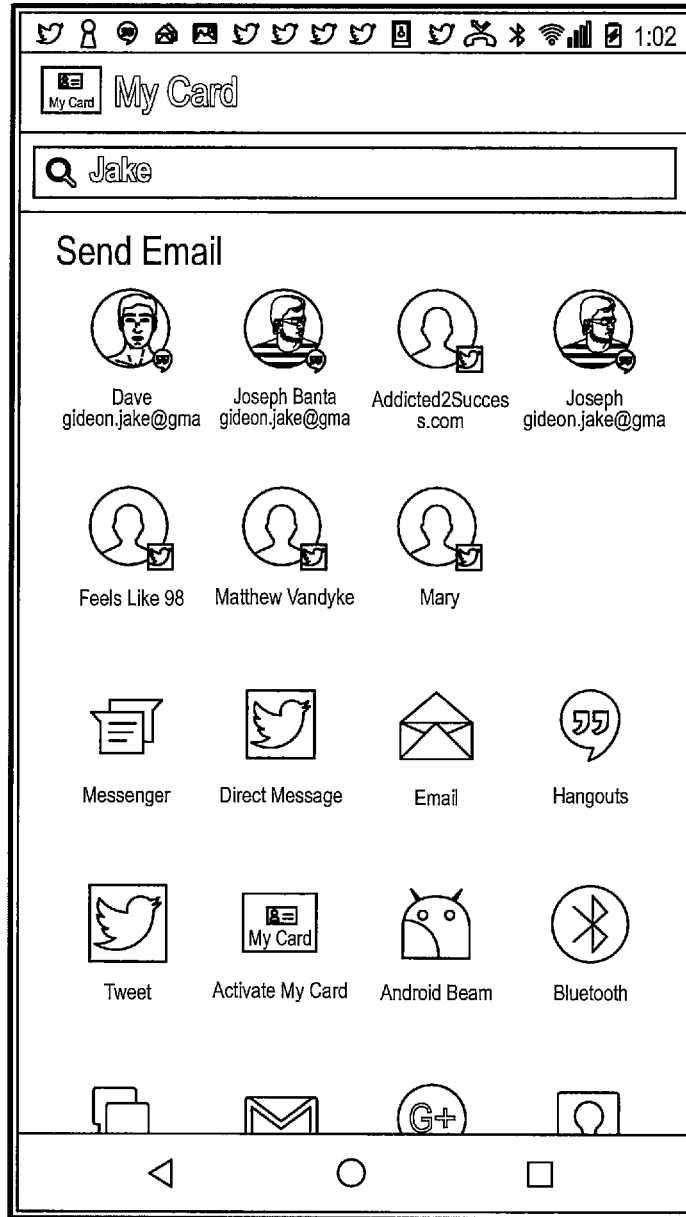 1:02
My Card My Card
Jake
Send Email
Dave Joseph Banta Addicted2Succes Joseph
gideon.jake@gma gideon.jake@gma s.com gideon.jake@gma
Feels Like 98 Matthew Vandyke Mary
Messenger Direct Message Email Hangouts
My Card
Tweet Activate My Card Android Beam Bluetooth
G+